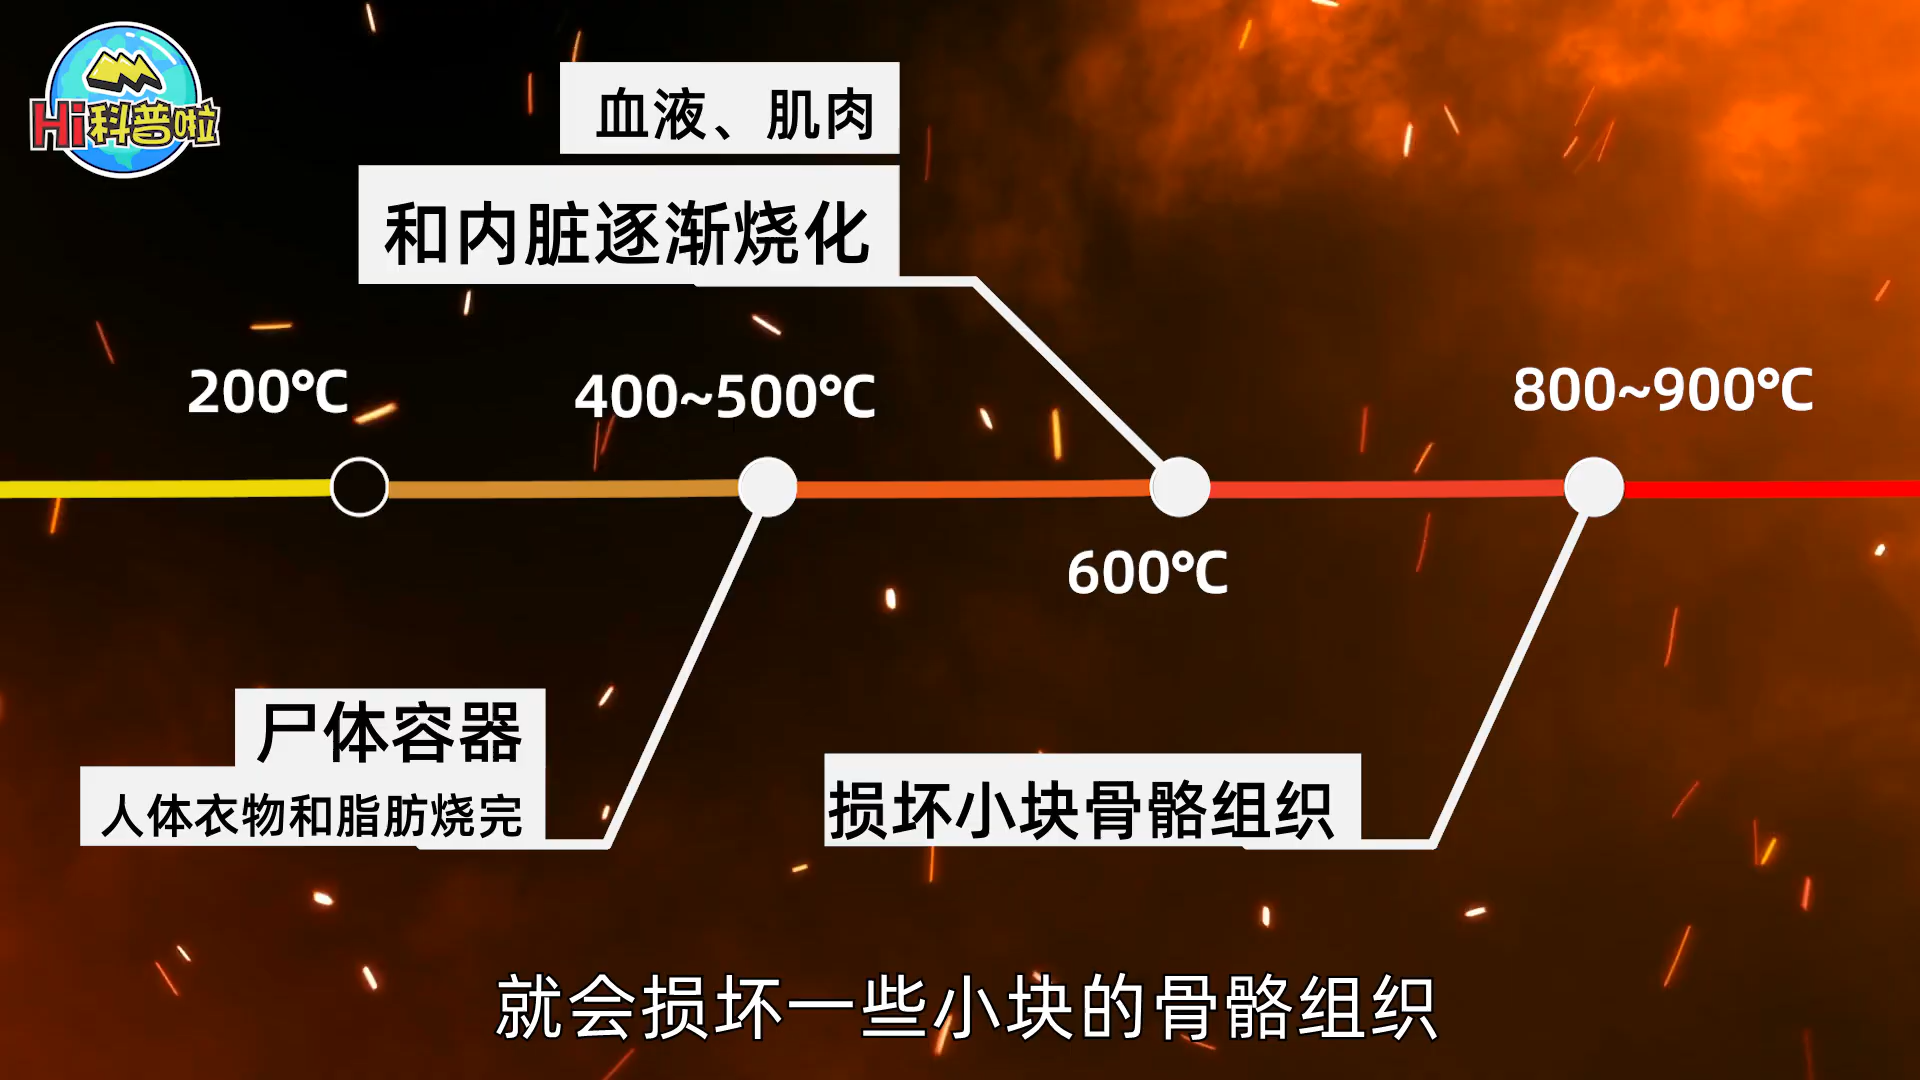 Hi科普啦
血液、肌肉
和内脏逐渐烧化
200℃
400~500℃
800~900℃
600℃
尸体容器
人体衣物和脂肪烧完
损坏小块骨骼组织
就会损坏一些小块的骨骼组织